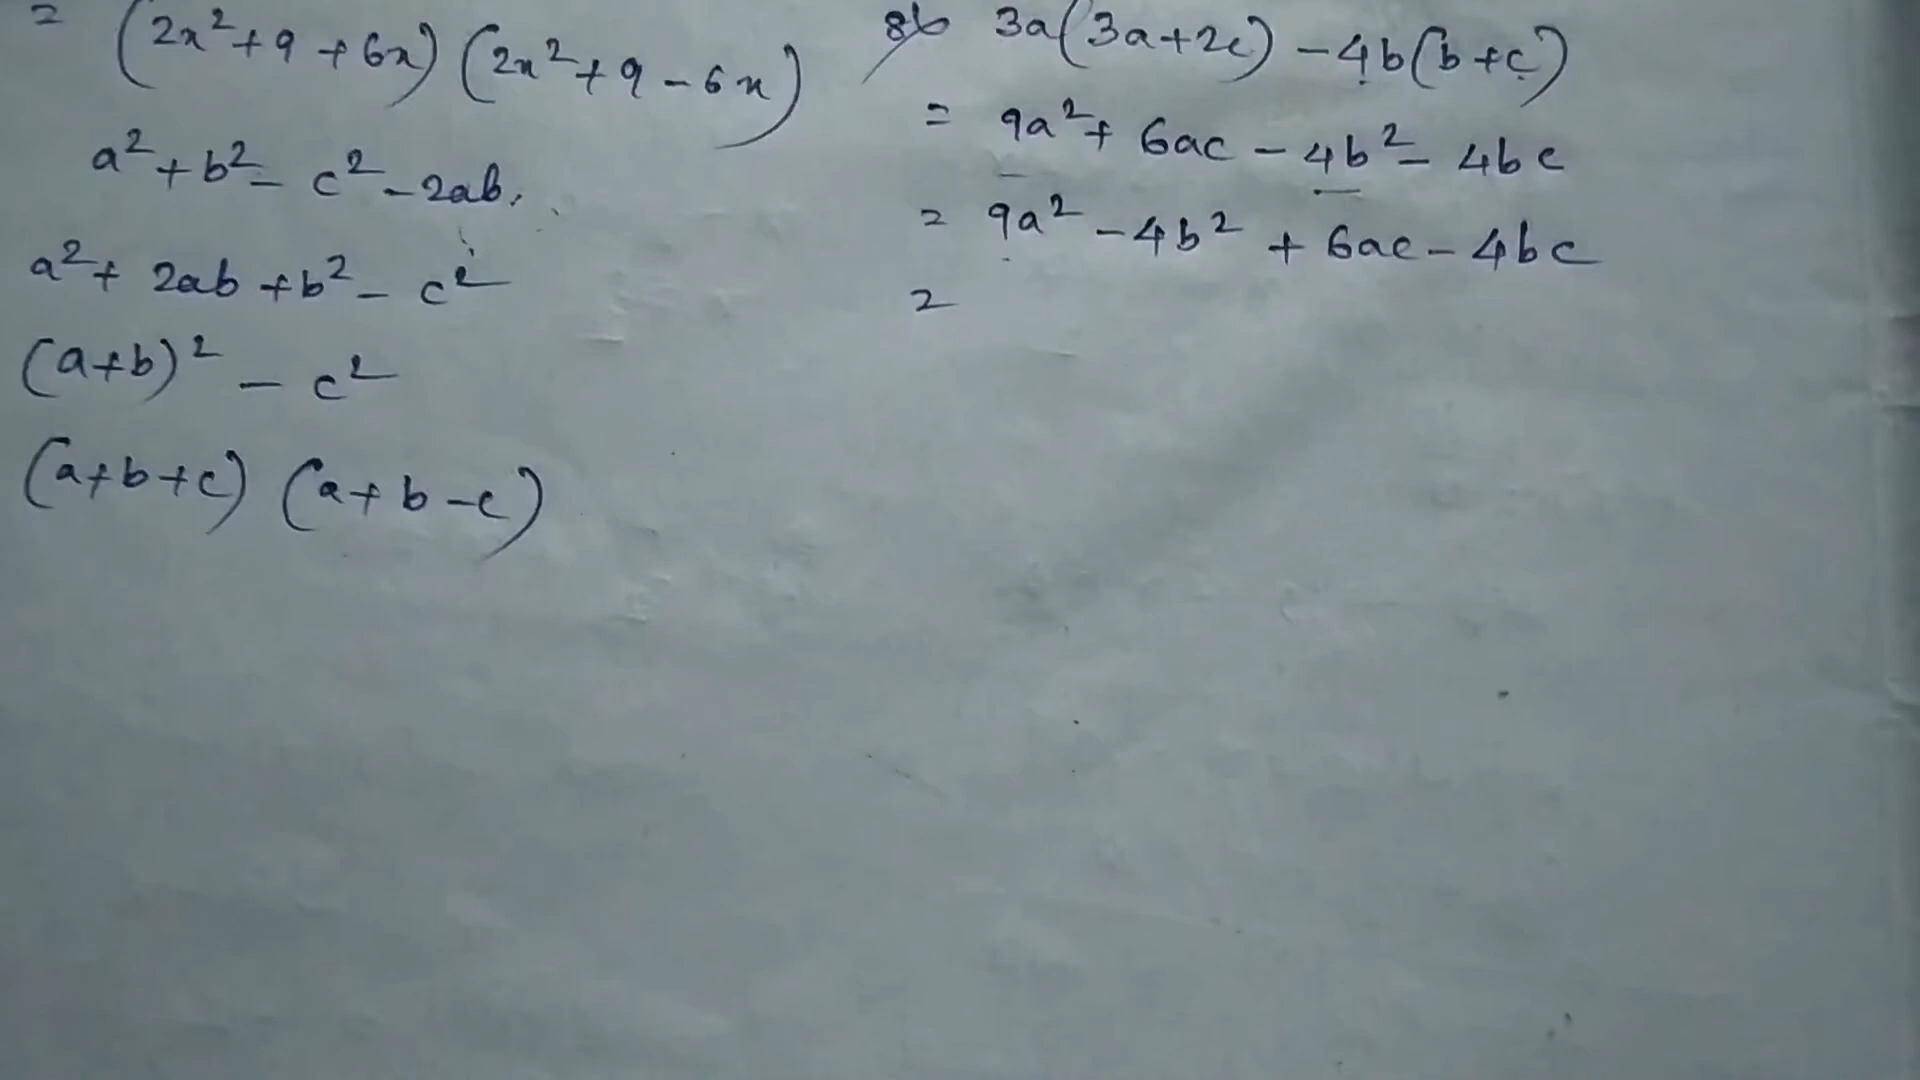 = (2x²+9+6x) (2x²+9-6x)
a²+b²-c²-2ab.
a²+2ab+b²-c²
(a+b)²-c²
(a+b+c) (a+b-c)
86 3a(3a+2c)-4b(b+c)
= 9a²+6ac-4b²-4bc
= 9a²-4b²+6ac-4bc
=